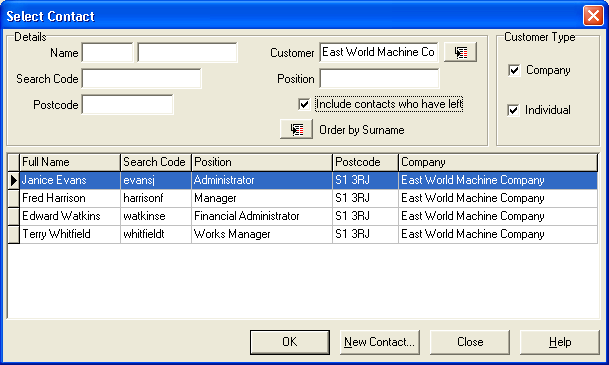 Select Contact
Details
Customer Type
Name
Customer East World Machine Co
Search Code
Position
Company
Postcode
Include contacts who have left
Individual
Order by Surname
Full Name Search Code Position Postcode Company
Janice Evans evansj Administrator S1 3RJ East World Machine Company
Fred Harrison harrisonf Manager S1 3RJ East World Machine Company
Edward Watkins watkinse Financial Administrator S1 3RJ East World Machine Company
Terry Whitfield whitfieldt Works Manager S1 3RJ East World Machine Company
OK New Contact... Close Help